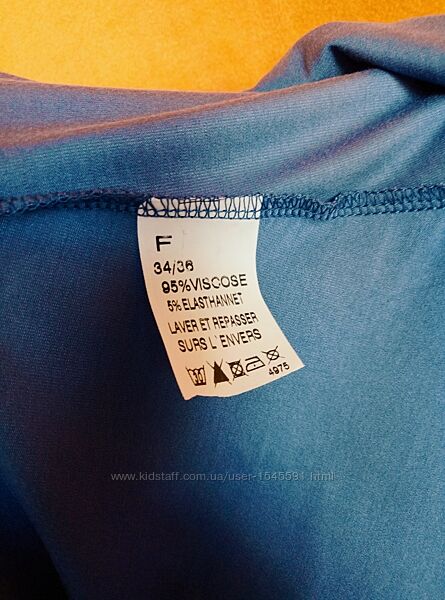 F
34/36
95%VISCOSE
5% ELASTHANNET
LAVER ET REPASSER
SURS L' ENVERS
30
4975
www.kidstaff.com.ua/user-1545591.html